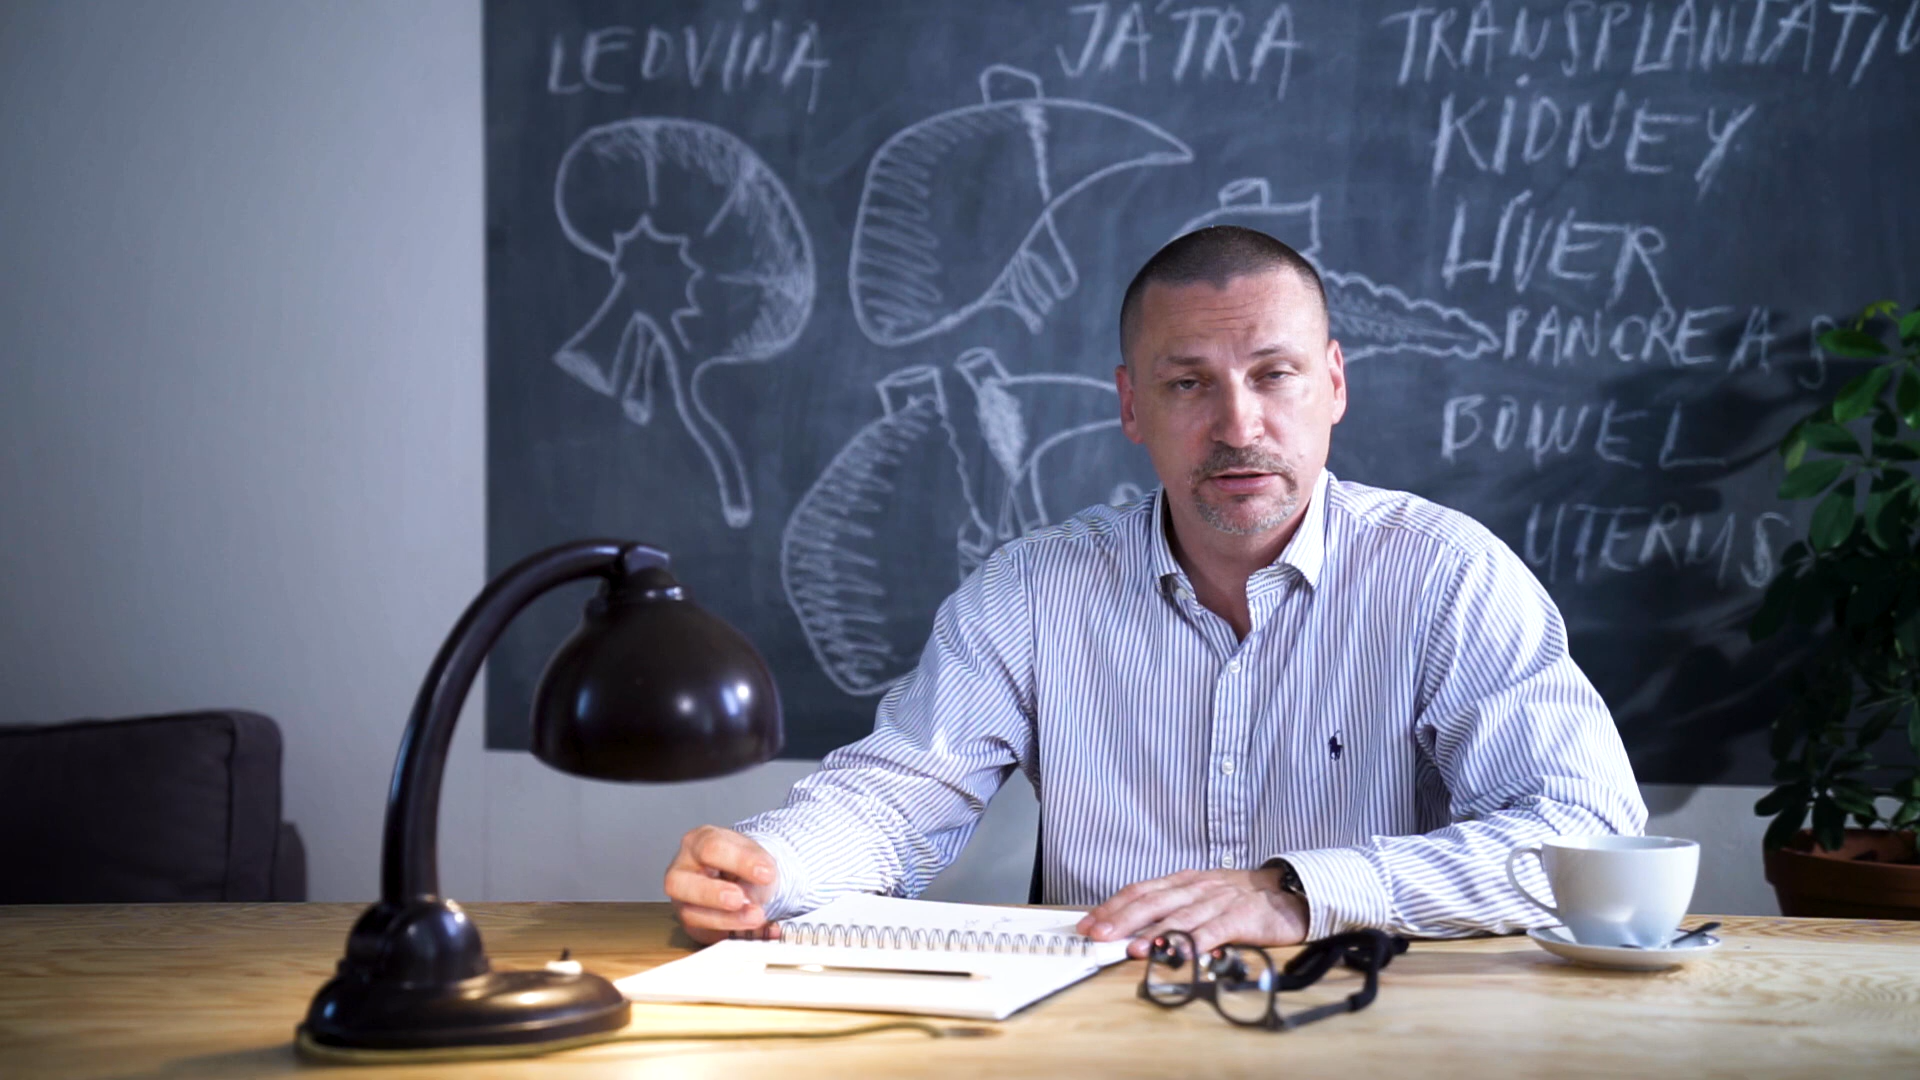 LEDVINA
JÁTRA
TRANSPLANTATIO
KIDNEY
LIVER
PANCREAS
BOWEL
UTERUS